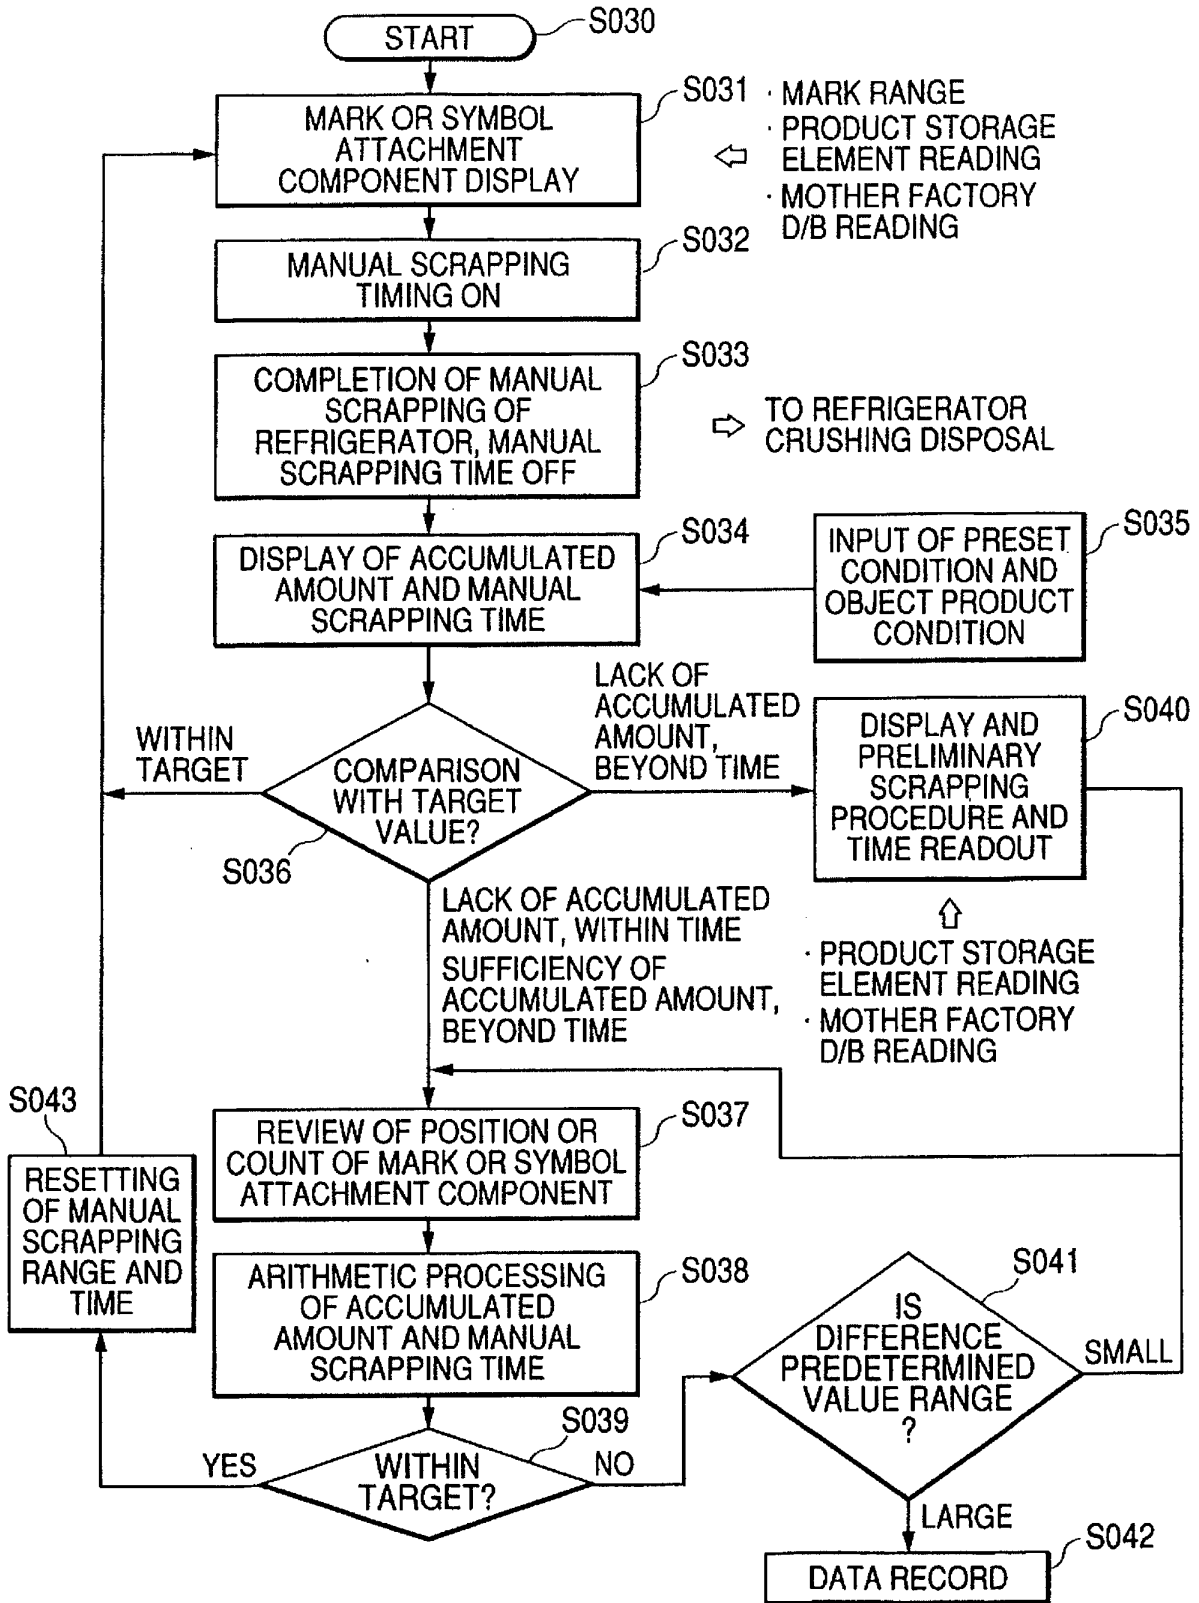 START
S030
S031
MARK OR SYMBOL
ATTACHMENT
COMPONENT DISPLAY
· MARK RANGE
· PRODUCT STORAGE
ELEMENT READING
· MOTHER FACTORY
D/B READING
S032
MANUAL SCRAPPING
TIMING ON
S033
COMPLETION OF MANUAL
SCRAPPING OF
REFRIGERATOR, MANUAL
SCRAPPING TIME OFF
TO REFRIGERATOR
CRUSHING DISPOSAL
S034
DISPLAY OF ACCUMULATED
AMOUNT AND MANUAL
SCRAPPING TIME
S035
INPUT OF PRESET
CONDITION AND
OBJECT PRODUCT
CONDITION
WITHIN
TARGET
COMPARISON
WITH TARGET
VALUE?
S036
LACK OF
ACCUMULATED
AMOUNT,
BEYOND TIME
S040
DISPLAY AND
PRELIMINARY
SCRAPPING
PROCEDURE AND
TIME READOUT
· PRODUCT STORAGE
ELEMENT READING
· MOTHER FACTORY
D/B READING
LACK OF ACCUMULATED
AMOUNT, WITHIN TIME
SUFFICIENCY OF
ACCUMULATED AMOUNT,
BEYOND TIME
S043
RESETTING
OF MANUAL
SCRAPPING
RANGE AND
TIME
S037
REVIEW OF POSITION OR
COUNT OF MARK OR SYMBOL
ATTACHMENT COMPONENT
S038
ARITHMETIC PROCESSING
OF ACCUMULATED
AMOUNT AND MANUAL
SCRAPPING TIME
S039
YES
WITHIN
TARGET?
NO
S041
IS
DIFFERENCE
PREDETERMINED
VALUE RANGE
?
SMALL
LARGE
S042
DATA RECORD